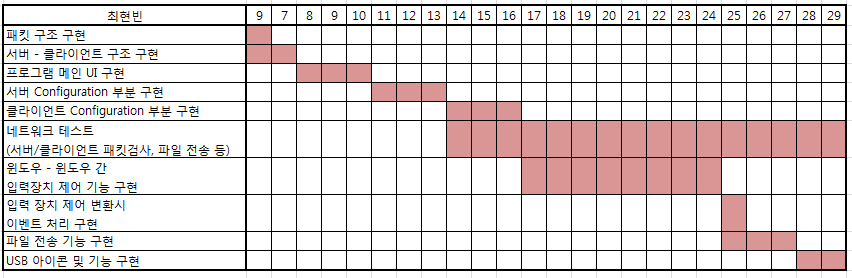 최현빈 9 7 8 9 10 11 12 13 14 15 16 17 18 19 20 21 22 23 24 25 26 27 28 29
패킷 구조 구현
서버 - 클라이언트 구조 구현
프로그램 메인 UI 구현
서버 Configuration 부분 구현
클라이언트 Configuration 부분 구현
네트워크 테스트
(서버/클라이언트 패킷검사, 파일 전송 등)
윈도우 - 윈도우 간
입력장치 제어 기능 구현
입력 장치 제어 변환시
이벤트 처리 구현
파일 전송 기능 구현
USB 아이콘 및 기능 구현